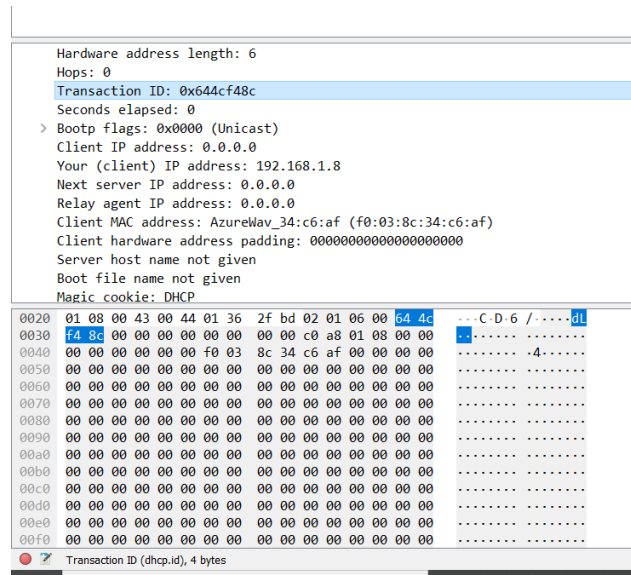 Hardware address length: 6
Hops: 0
Transaction ID: 0x644cf48c
Seconds elapsed: 0
> Bootp flags: 0x0000 (Unicast)
Client IP address: 0.0.0.0
Your (client) IP address: 192.168.1.8
Next server IP address: 0.0.0.0
Relay agent IP address: 0.0.0.0
Client MAC address: AzureWav_34:c6:af (f0:03:8c:34:c6:af)
Client hardware address padding: 00000000000000000000
Server host name not given
Boot file name not given
Magic cookie: DHCP
0020 01 08 00 43 00 44 01 36 2f bd 02 01 06 00 64 4c ···C·D·6 /·····dL
0030 f4 8c 00 00 00 00 00 00 00 00 c0 a8 01 08 00 00 ········ ········
0040 00 00 00 00 00 00 f0 03 8c 34 c6 af 00 00 00 00 ········ ·4······
0050 00 00 00 00 00 00 00 00 00 00 00 00 00 00 00 00 ········ ········
0060 00 00 00 00 00 00 00 00 00 00 00 00 00 00 00 00 ········ ········
0070 00 00 00 00 00 00 00 00 00 00 00 00 00 00 00 00 ········ ········
0080 00 00 00 00 00 00 00 00 00 00 00 00 00 00 00 00 ········ ········
0090 00 00 00 00 00 00 00 00 00 00 00 00 00 00 00 00 ········ ········
00a0 00 00 00 00 00 00 00 00 00 00 00 00 00 00 00 00 ········ ········
00b0 00 00 00 00 00 00 00 00 00 00 00 00 00 00 00 00 ········ ········
00c0 00 00 00 00 00 00 00 00 00 00 00 00 00 00 00 00 ········ ········
00d0 00 00 00 00 00 00 00 00 00 00 00 00 00 00 00 00 ········ ········
00e0 00 00 00 00 00 00 00 00 00 00 00 00 00 00 00 00 ········ ········
00f0 00 00 00 00 00 00 00 00 00 00 00 00 00 00 00 00 ········ ········
Transaction ID (dhcp.id), 4 bytes